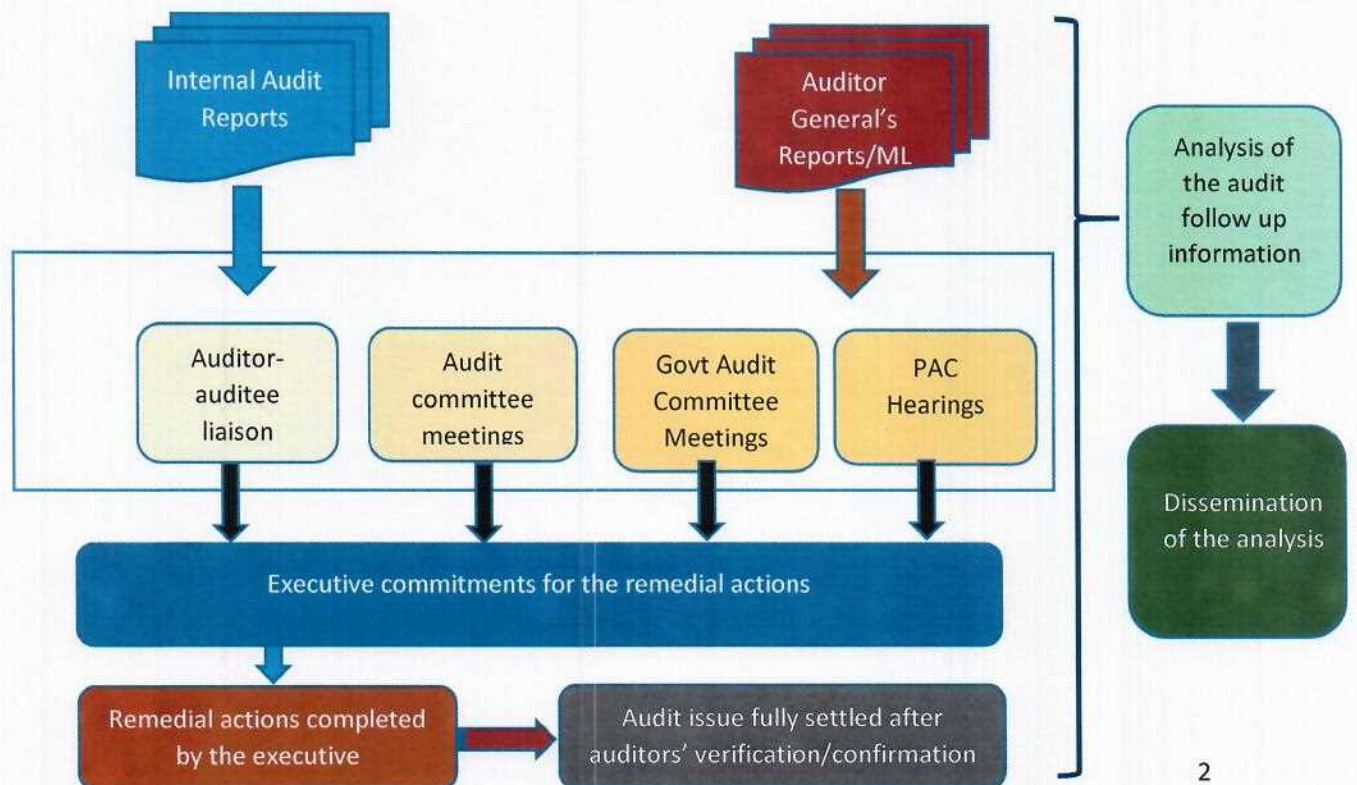 Internal Audit
Reports
Auditor
General's
Reports/ML
Analysis of
the audit
follow up
information
Auditor-
auditee
liaison
Audit
committee
meetings
Govt Audit
Committee
Meetings
PAC
Hearings
Dissemination
of the analysis
Executive commitments for the remedial actions
Remedial actions completed
by the executive
Audit issue fully settled after
auditors' verification/confirmation
2